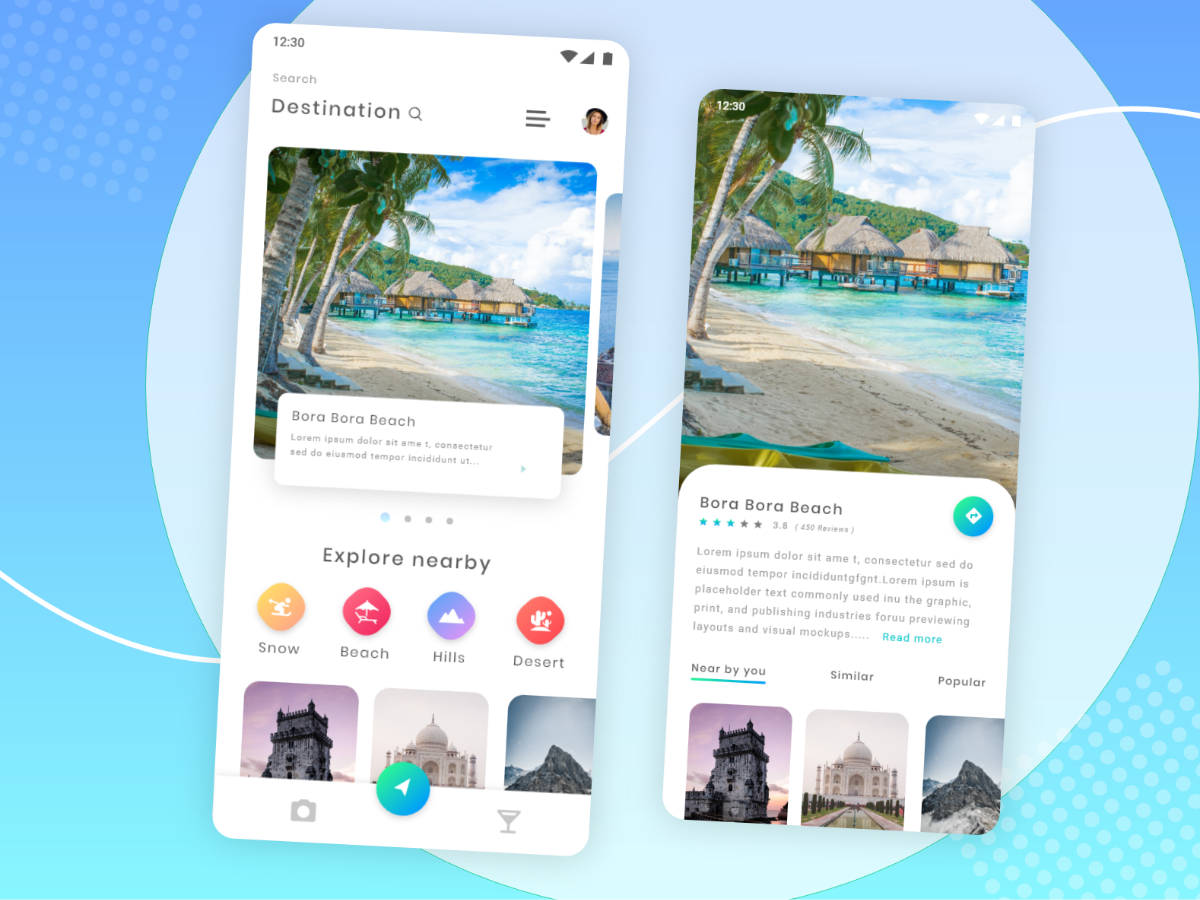 12:30
Search
Destination
Bora Bora Beach
Lorem ipsum dolor sit ame t, consectetur
sed do eiusmod tempor incididunt ut...
Explore nearby
Snow
Beach
Hills
Desert
12:30
Bora Bora Beach
3.8 ( 450 Reviews )
Lorem ipsum dolor sit ame t, consectetur sed do
eiusmod tempor incididuntgfgnt.Lorem ipsum is
placeholder text commonly used inu the graphic,
print, and publishing industries foruu previewing
layouts and visual mockups..... Read more
Near by you
Similar
Popular